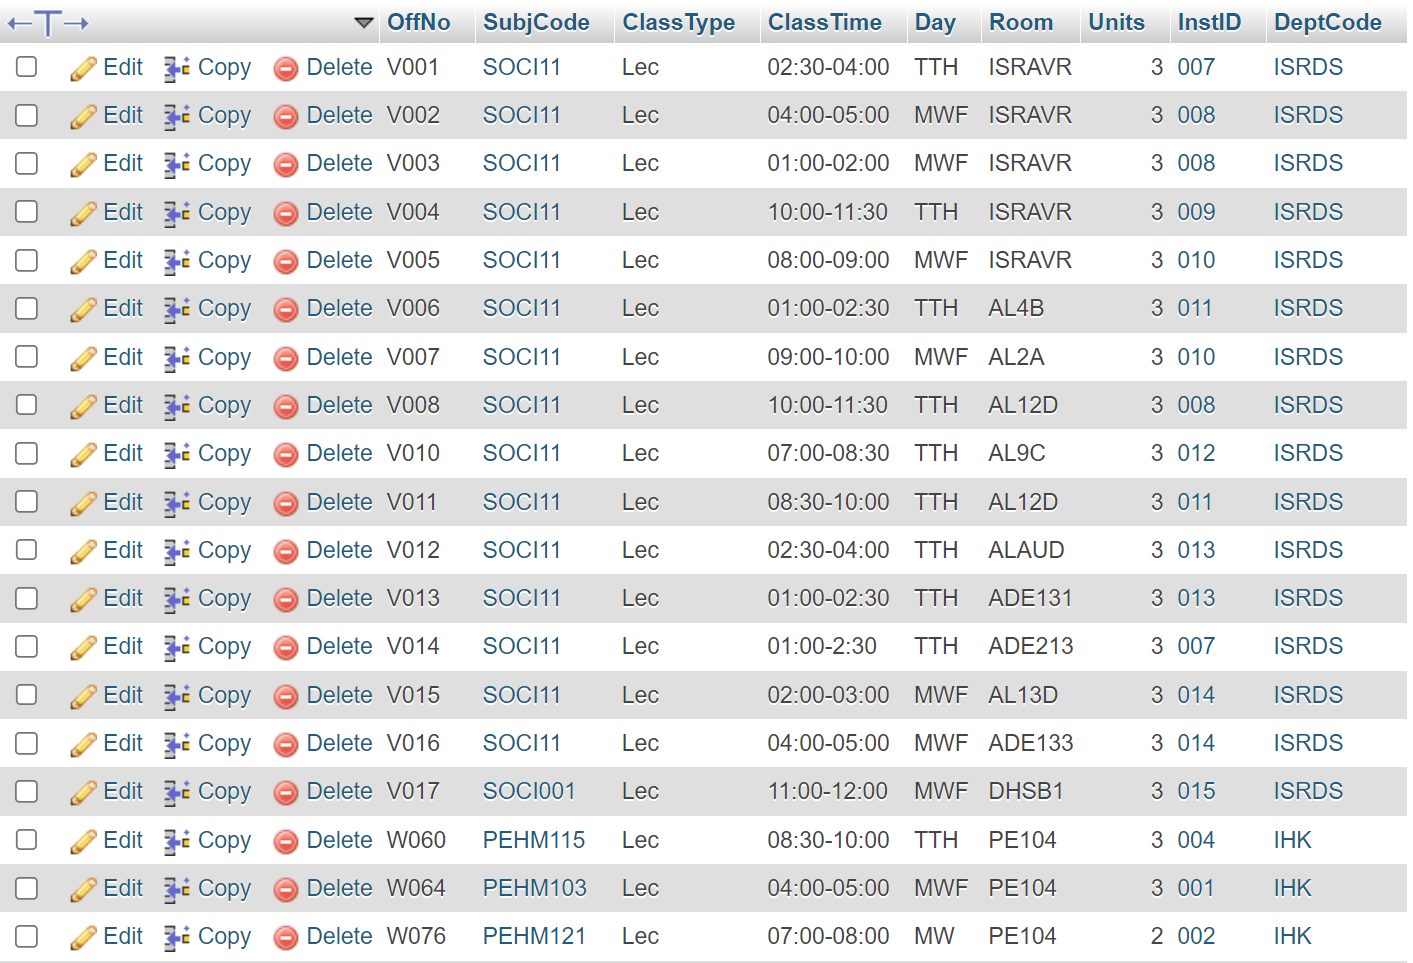 OffNo SubjCode ClassType ClassTime Day Room Units InstID DeptCode
Edit Copy Delete V001 SOCI11 Lec 02:30-04:00 TTH ISRAVR 3 007 ISRDS
Edit Copy Delete V002 SOCI11 Lec 04:00-05:00 MWF ISRAVR 3 008 ISRDS
Edit Copy Delete V003 SOCI11 Lec 01:00-02:00 MWF ISRAVR 3 008 ISRDS
Edit Copy Delete V004 SOCI11 Lec 10:00-11:30 TTH ISRAVR 3 009 ISRDS
Edit Copy Delete V005 SOCI11 Lec 08:00-09:00 MWF ISRAVR 3 010 ISRDS
Edit Copy Delete V006 SOCI11 Lec 01:00-02:30 TTH AL4B 3 011 ISRDS
Edit Copy Delete V007 SOCI11 Lec 09:00-10:00 MWF AL2A 3 010 ISRDS
Edit Copy Delete V008 SOCI11 Lec 10:00-11:30 TTH AL12D 3 008 ISRDS
Edit Copy Delete V010 SOCI11 Lec 07:00-08:30 TTH AL9C 3 012 ISRDS
Edit Copy Delete V011 SOCI11 Lec 08:30-10:00 TTH AL12D 3 011 ISRDS
Edit Copy Delete V012 SOCI11 Lec 02:30-04:00 TTH ALAUD 3 013 ISRDS
Edit Copy Delete V013 SOCI11 Lec 01:00-02:30 TTH ADE131 3 013 ISRDS
Edit Copy Delete V014 SOCI11 Lec 01:00-2:30 TTH ADE213 3 007 ISRDS
Edit Copy Delete V015 SOCI11 Lec 02:00-03:00 MWF AL13D 3 014 ISRDS
Edit Copy Delete V016 SOCI11 Lec 04:00-05:00 MWF ADE133 3 014 ISRDS
Edit Copy Delete V017 SOCI001 Lec 11:00-12:00 MWF DHSB1 3 015 ISRDS
Edit Copy Delete W060 PEHM115 Lec 08:30-10:00 TTH PE104 3 004 IHK
Edit Copy Delete W064 PEHM103 Lec 04:00-05:00 MWF PE104 3 001 IHK
Edit Copy Delete W076 PEHM121 Lec 07:00-08:00 MW PE104 2 002 IHK